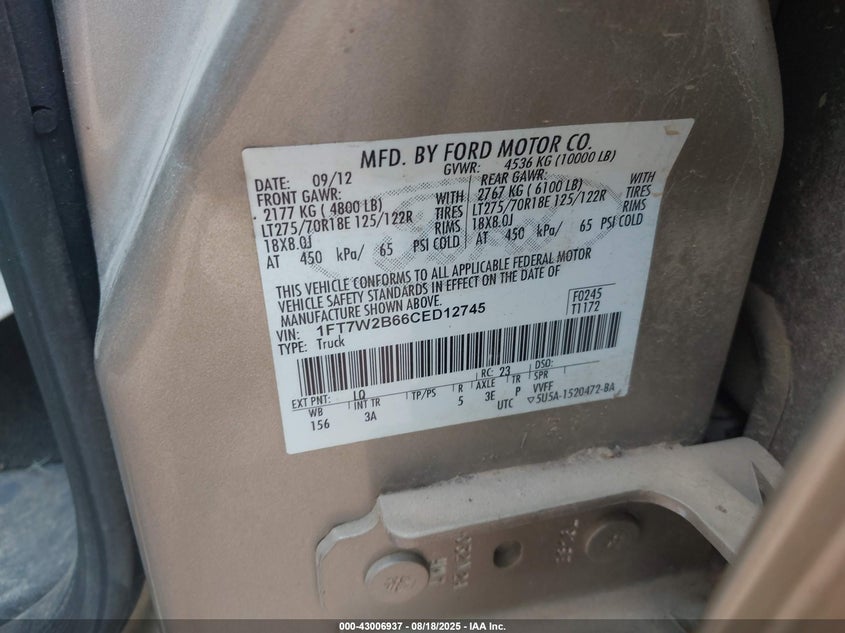 MFD. BY FORD MOTOR CO.
DATE: 09/12 GVWR: 4536 KG (10000 LB)
FRONT GAWR: REAR GAWR:
2177 KG ( 4800 LB) WITH 2767 KG ( 6100 LB) WITH
LT275/70R18E 125/122R TIRES LT275/70R18E 125/122R TIRES
18X8.0J RIMS 18X8.0J RIMS
AT 450 kPa/ 65 PSI COLD AT 450 kPa/ 65 PSI COLD
THIS VEHICLE CONFORMS TO ALL APPLICABLE FEDERAL MOTOR
VEHICLE SAFETY STANDARDS IN EFFECT ON THE DATE OF
MANUFACTURE SHOWN ABOVE.
VIN: 1FT7W2B66CED12745 F0245
TYPE: Truck T1172
EXT PNT: LQ RC: 23 DSO:
WB INT TR TP/PS R AXLE TR SPR
156 3A 5 3E P VVFF
UTC 5U5A-1520472-BA
000-43006937 - 08/18/2025 - IAA Inc.